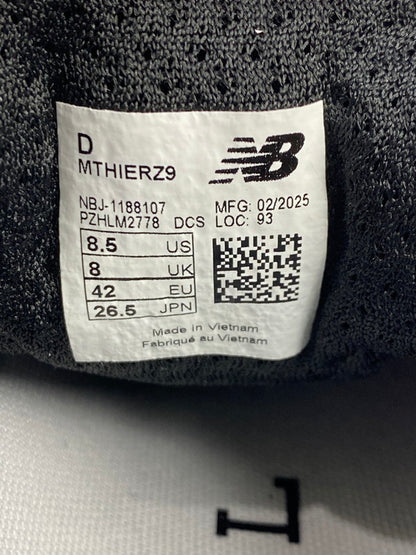 D
MTHIERZ9
NB
NBJ-1188107
PZHLM2778 DCS
MFG: 02/2025
LOC: 93
8.5 US
8 UK
42 EU
26.5 JPN
Made in Vietnam
Fabriqué au Vietnam
L